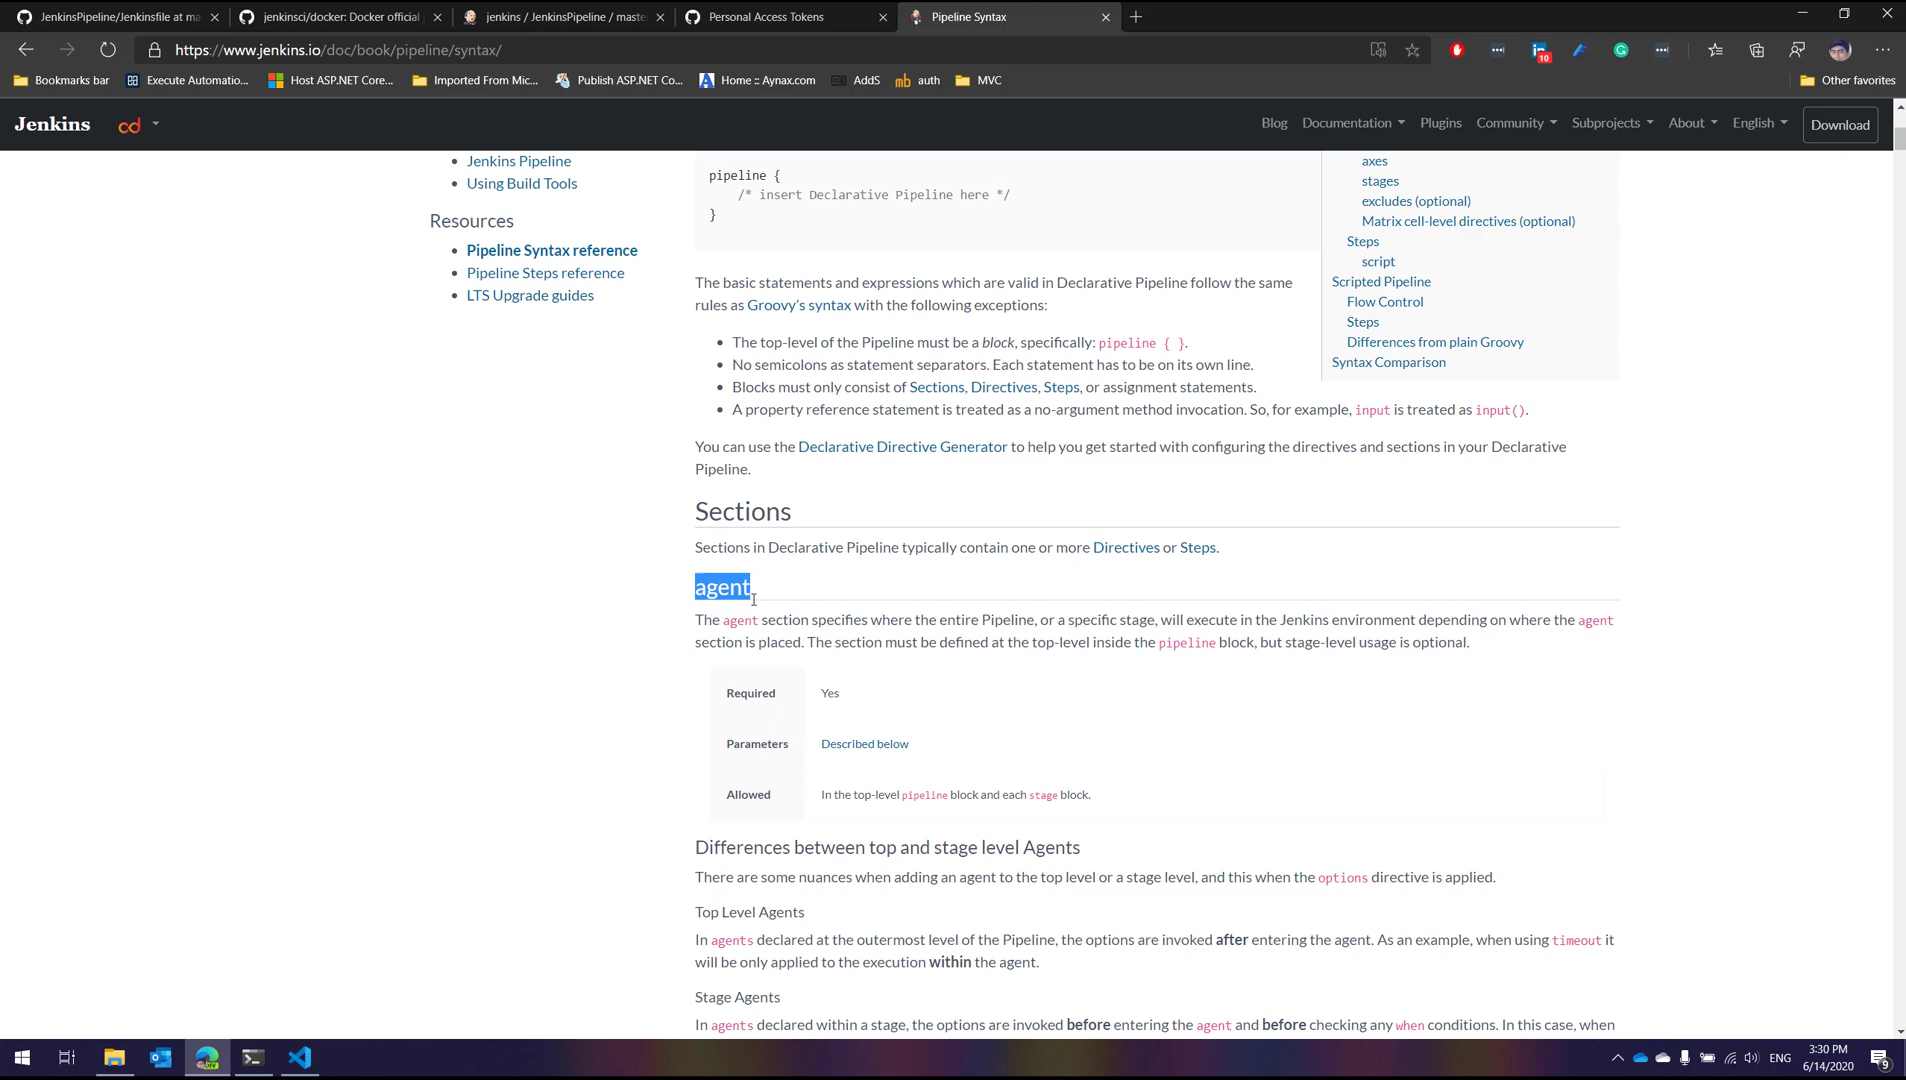 JenkinsPipeline/Jenkinsfile at ma
jenkinsci/docker: Docker official
jenkins / JenkinsPipeline / maste
Personal Access Tokens
Pipeline Syntax
https://www.jenkins.io/doc/book/pipeline/syntax/
10
Bookmarks bar
Execute Automatio...
Host ASP.NET Core...
Imported From Mic...
Publish ASP.NET Co...
Home :: Aynax.com
AddS
auth
MVC
Other favorites
Jenkins
cd
Blog
Documentation
Plugins
Community
Subprojects
About
English
Download
Jenkins Pipeline
Using Build Tools
Resources
Pipeline Syntax reference
Pipeline Steps reference
LTS Upgrade guides
pipeline {
/* insert Declarative Pipeline here */
}
axes
stages
excludes (optional)
Matrix cell-level directives (optional)
Steps
script
Scripted Pipeline
Flow Control
Steps
Differences from plain Groovy
Syntax Comparison
The basic statements and expressions which are valid in Declarative Pipeline follow the same
rules as Groovy's syntax with the following exceptions:
The top-level of the Pipeline must be a block, specifically: pipeline { }.
No semicolons as statement separators. Each statement has to be on its own line.
Blocks must only consist of Sections, Directives, Steps, or assignment statements.
A property reference statement is treated as a no-argument method invocation. So, for example, input is treated as input().
You can use the Declarative Directive Generator to help you get started with configuring the directives and sections in your Declarative
Pipeline.
Sections
Sections in Declarative Pipeline typically contain one or more Directives or Steps.
agent
The agent section specifies where the entire Pipeline, or a specific stage, will execute in the Jenkins environment depending on where the agent
section is placed. The section must be defined at the top-level inside the pipeline block, but stage-level usage is optional.
Required Yes
Parameters Described below
Allowed In the top-level pipeline block and each stage block.
Differences between top and stage level Agents
There are some nuances when adding an agent to the top level or a stage level, and this when the options directive is applied.
Top Level Agents
In agents declared at the outermost level of the Pipeline, the options are invoked after entering the agent. As an example, when using timeout it
will be only applied to the execution within the agent.
Stage Agents
In agents declared within a stage, the options are invoked before entering the agent and before checking any when conditions. In this case, when
ENG
3:30 PM
6/14/2020
9